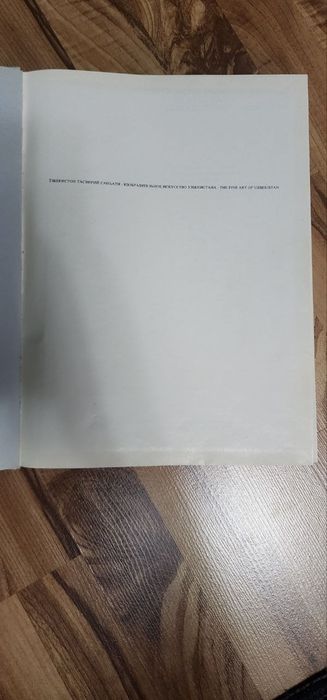 ЎЗБЕКИСТОН ТАСВИРИЙ САНЪАТИ · ИЗОБРАЗИТЕЛЬНОЕ ИСКУССТВО УЗБЕКИСТАНА · THE FINE ART OF UZBEKISTAN